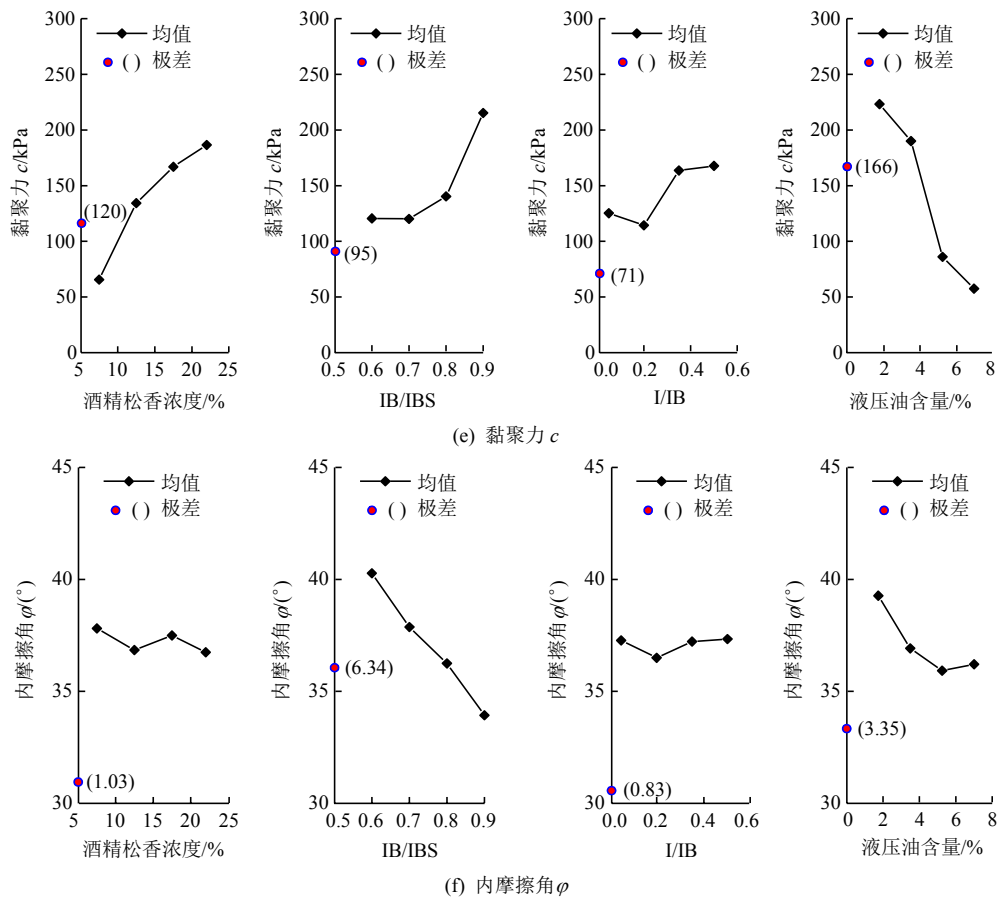 均值
( ) 极差
黏聚力 c/kPa
300
250
200
150
100
50
0
(120)
5 10 15 20 25
酒精松香浓度/%
均值
( ) 极差
黏聚力 c/kPa
300
250
200
150
100
50
0
(95)
0.5 0.6 0.7 0.8 0.9
IB/IBS
均值
( ) 极差
黏聚力 c/kPa
300
250
200
150
100
50
0
(71)
0.0 0.2 0.4 0.6
I/IB
均值
( ) 极差
黏聚力 c/kPa
300
250
200
150
100
50
0
(166)
0 2 4 6 8
液压油含量/%
(e) 黏聚力 c
均值
( ) 极差
内摩擦角φ/(°)
45
40
35
30
(1.03)
5 10 15 20 25
酒精松香浓度/%
均值
( ) 极差
内摩擦角φ/(°)
45
40
35
30
(6.34)
0.5 0.6 0.7 0.8 0.9
IB/IBS
均值
( ) 极差
内摩擦角φ/(°)
45
40
35
30
(0.83)
0.0 0.2 0.4 0.6
I/IB
均值
( ) 极差
内摩擦角φ/(°)
45
40
35
30
(3.35)
0 2 4 6 8
液压油含量/%
(f) 内摩擦角φ